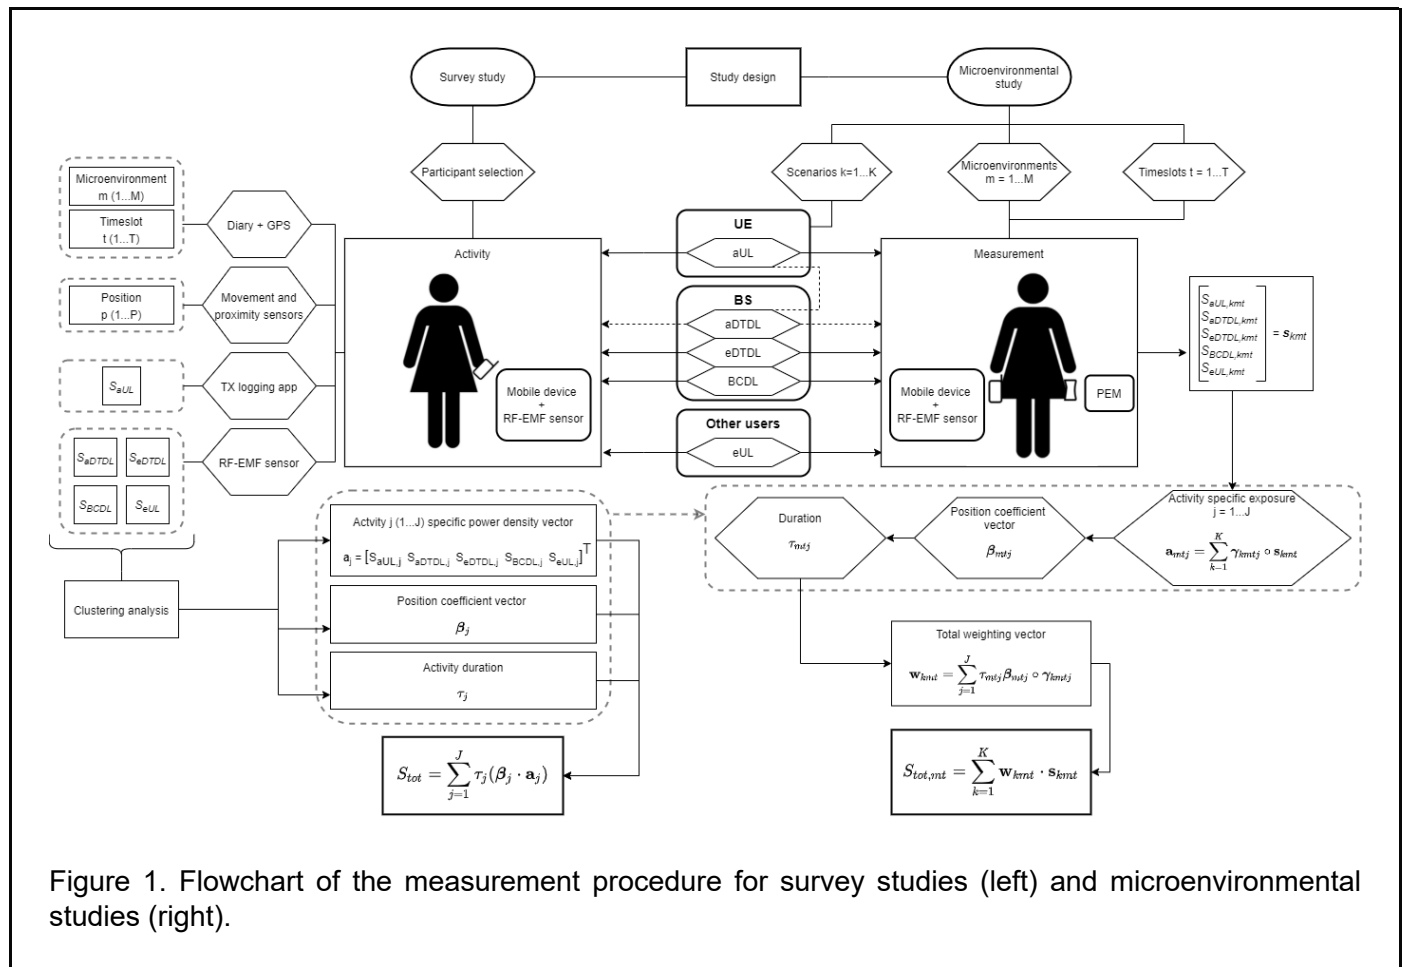 Survey study
Study design
Microenvironmental
study
Participant selection
Scenarios k=1...K
Microenvironments
m = 1...M
Timeslots t = 1...T
Microenvironment
m (1...M)
Timeslot
t (1...T)
Diary + GPS
Position
p (1...P)
Movement and
proximity sensors
S_aUL
TX logging app
S_aDTDL
S_eDTDL
S_BCDL
S_eUL
RF-EMF sensor
Activity
Mobile device
+
RF-EMF sensor
UE
aUL
BS
aDTDL
eDTDL
BCDL
Other users
eUL
Measurement
Mobile device
+
RF-EMF sensor
PEM
S_aUL,kmt
S_aDTDL,kmt
S_eDTDL,kmt
S_BCDL,kmt
S_eUL,kmt
= s_kmt
Clustering analysis
Actvity j (1...J) specific power density vector
a_j = [S_aUL,j S_aDTDL,j S_eDTDL,j S_BCDL,j S_eUL,j]^T
Position coefficient vector
β_j
Activity duration
τ_j
S_tot = ∑_{j=1}^{J} τ_j(β_j · a_j)
Duration
τ_mtj
Position coefficient
vector
β_mtj
Activity specific exposure
j = 1...J
a_mtj = ∑_{k=1}^{K} γ_kmtj ∘ s_kmt
Total weighting vector
w_kmt = ∑_{j=1}^{J} τ_mtj β_mtj ∘ γ_kmtj
S_tot,mt = ∑_{k=1}^{K} w_kmt · s_kmt
Figure 1. Flowchart of the measurement procedure for survey studies (left) and microenvironmental
studies (right).